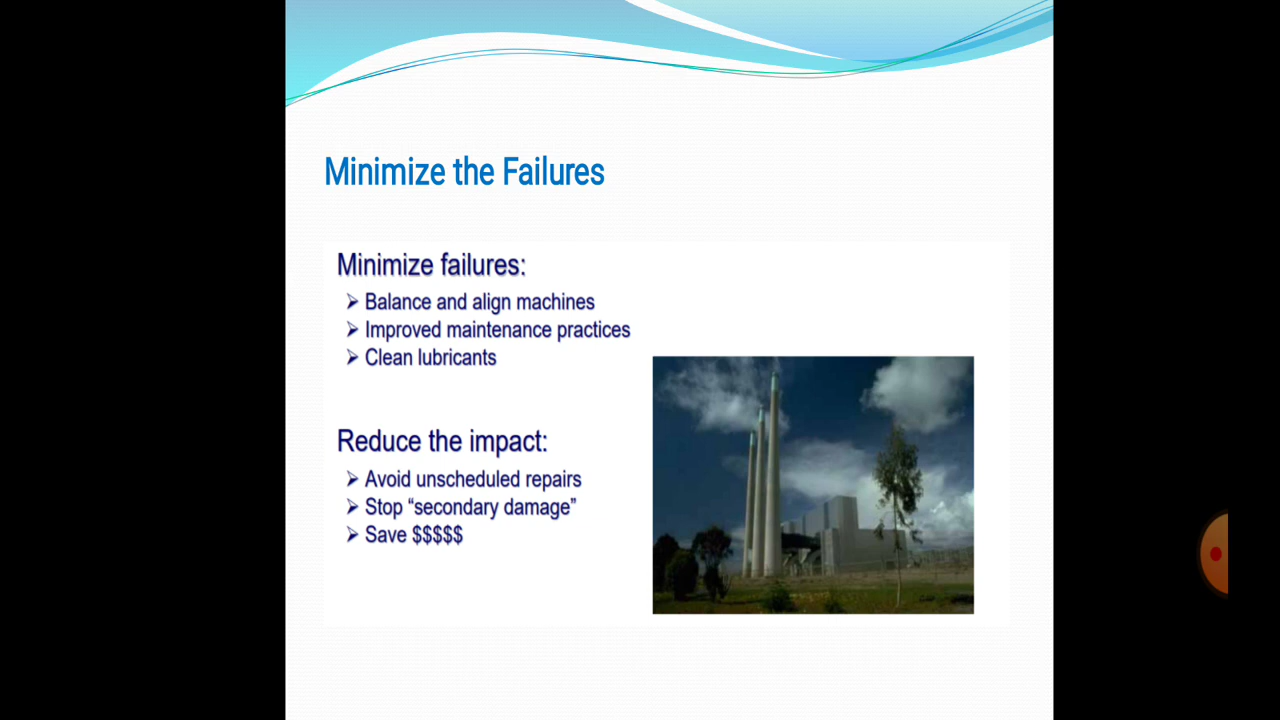 Minimize the Failures
Minimize failures:
➢ Balance and align machines
➢ Improved maintenance practices
➢ Clean lubricants
Reduce the impact:
➢ Avoid unscheduled repairs
➢ Stop “secondary damage”
➢ Save $$$$$